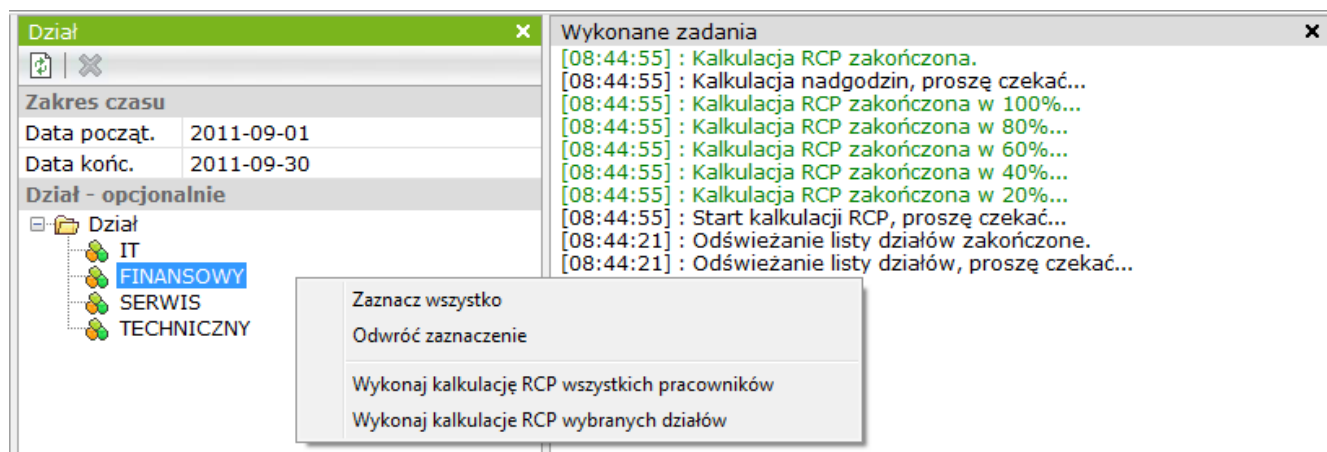 Dział
Zakres czasu
Data począt. 2011-09-01
Data końc. 2011-09-30
Dział - opcjonalnie
Dział
IT
FINANSOWY
SERWIS
TECHNICZNY
Zaznacz wszystko
Odwróć zaznaczenie
Wykonaj kalkulację RCP wszystkich pracowników
Wykonaj kalkulacje RCP wybranych działów
Wykonane zadania
[08:44:55] : Kalkulacja RCP zakończona.
[08:44:55] : Kalkulacja nadgodzin, proszę czekać...
[08:44:55] : Kalkulacja RCP zakończona w 100%...
[08:44:55] : Kalkulacja RCP zakończona w 80%...
[08:44:55] : Kalkulacja RCP zakończona w 60%...
[08:44:55] : Kalkulacja RCP zakończona w 40%...
[08:44:55] : Kalkulacja RCP zakończona w 20%...
[08:44:55] : Start kalkulacji RCP, proszę czekać...
[08:44:21] : Odświeżanie listy działów zakończone.
[08:44:21] : Odświeżanie listy działów, proszę czekać...